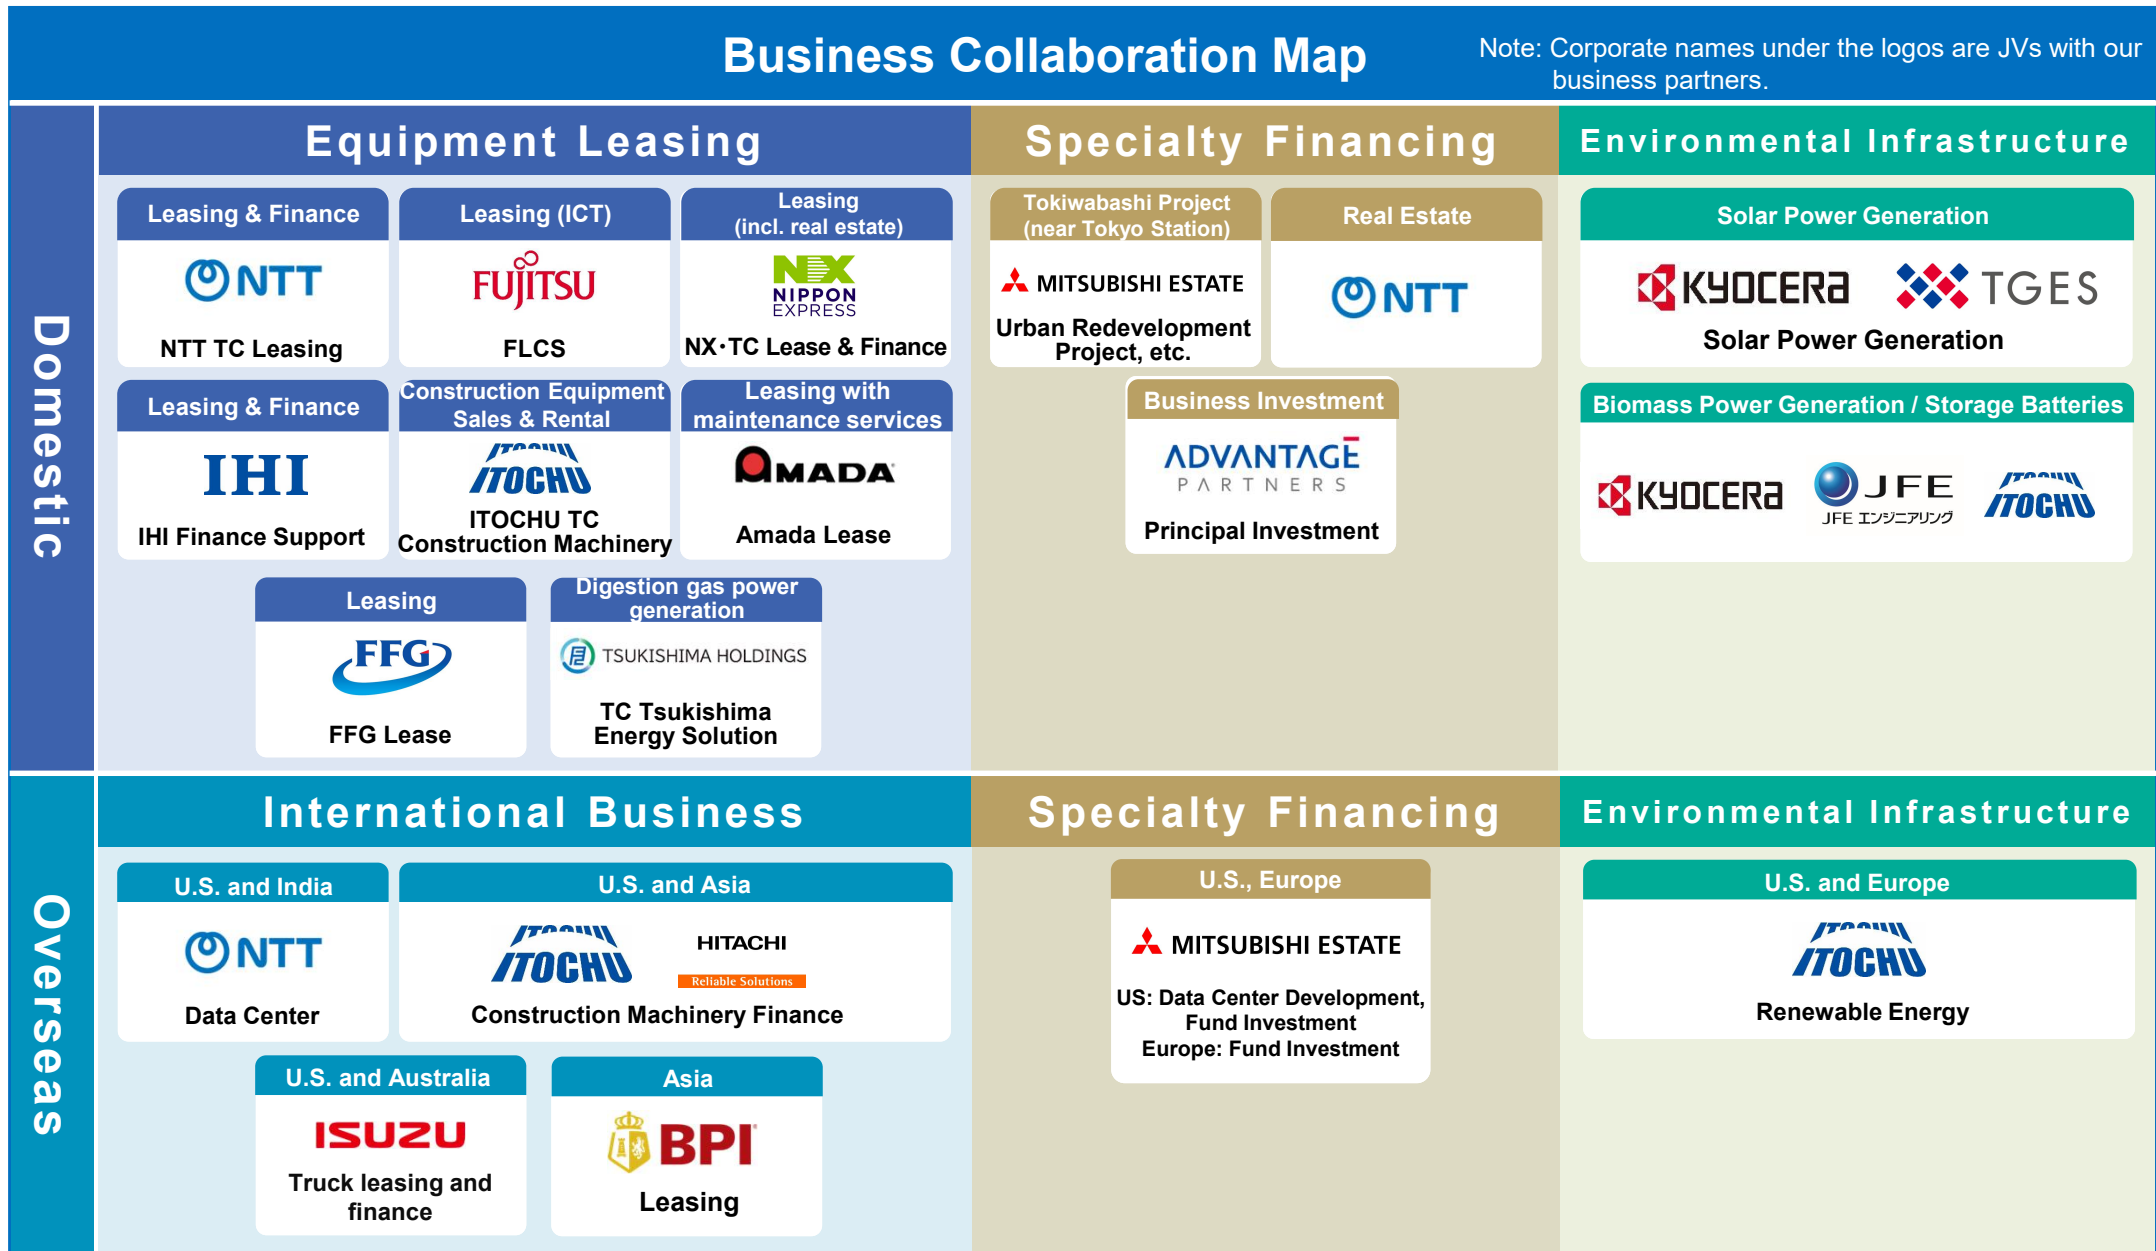 Business Collaboration Map
Note: Corporate names under the logos are JVs with our
business partners.
Domestic
Equipment Leasing
Leasing & Finance
NTT
NTT TC Leasing
Leasing (ICT)
FUJITSU
FLCS
Leasing
(incl. real estate)
NX
NIPPON
EXPRESS
NX・TC Lease & Finance
Leasing & Finance
IHI
IHI Finance Support
Construction Equipment
Sales & Rental
ITOCHU
ITOCHU
ITOCHU TC
Construction Machinery
Leasing with
maintenance services
AMADA
Amada Lease
Leasing
FFG
FFG Lease
Digestion gas power
generation
TSUKISHIMA HOLDINGS
TC Tsukishima
Energy Solution
Specialty Financing
Tokiwabashi Project
(near Tokyo Station)
MITSUBISHI ESTATE
Urban Redevelopment
Project, etc.
Real Estate
NTT
Business Investment
ADVANTAGE
PARTNERS
Principal Investment
Environmental Infrastructure
Solar Power Generation
KYOCERA
TGES
Solar Power Generation
Biomass Power Generation / Storage Batteries
KYOCERA
JFE
JFE エンジニアリング
ITOCHU
ITOCHU
Overseas
International Business
U.S. and India
NTT
Data Center
U.S. and Asia
ITOCHU
ITOCHU
HITACHI
Reliable Solutions
Construction Machinery Finance
U.S. and Australia
ISUZU
Truck leasing and
finance
Asia
BPI
Leasing
Specialty Financing
U.S., Europe
MITSUBISHI ESTATE
US: Data Center Development,
Fund Investment
Europe: Fund Investment
Environmental Infrastructure
U.S. and Europe
ITOCHU
ITOCHU
Renewable Energy